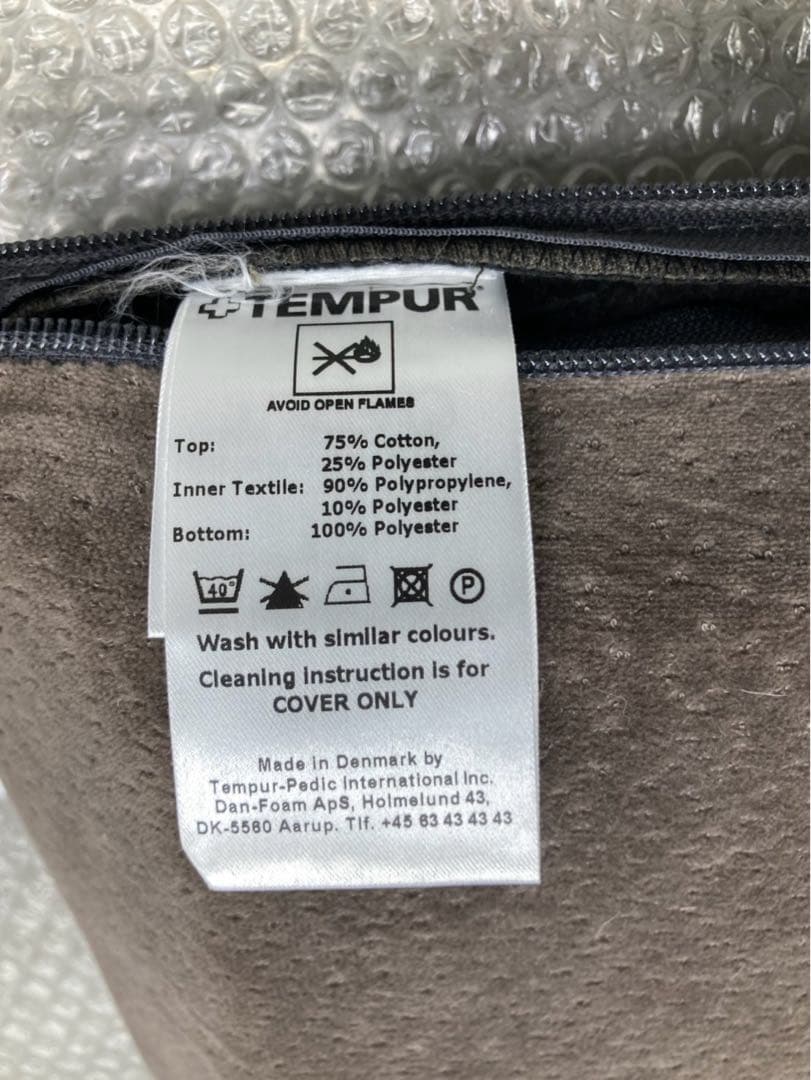 TEMPUR
AVOID OPEN FLAMES
Top: 75% Cotton,
25% Polyester
Inner Textile: 90% Polypropylene,
10% Polyester
Bottom: 100% Polyester
40° P
Wash with similar colours.
Cleaning instruction is for
COVER ONLY
Made in Denmark by
Tempur-Pedic International Inc.
Dan-Foam ApS, Holmelund 43,
DK-5560 Aarup. Tlf. +45 63 43 43 43